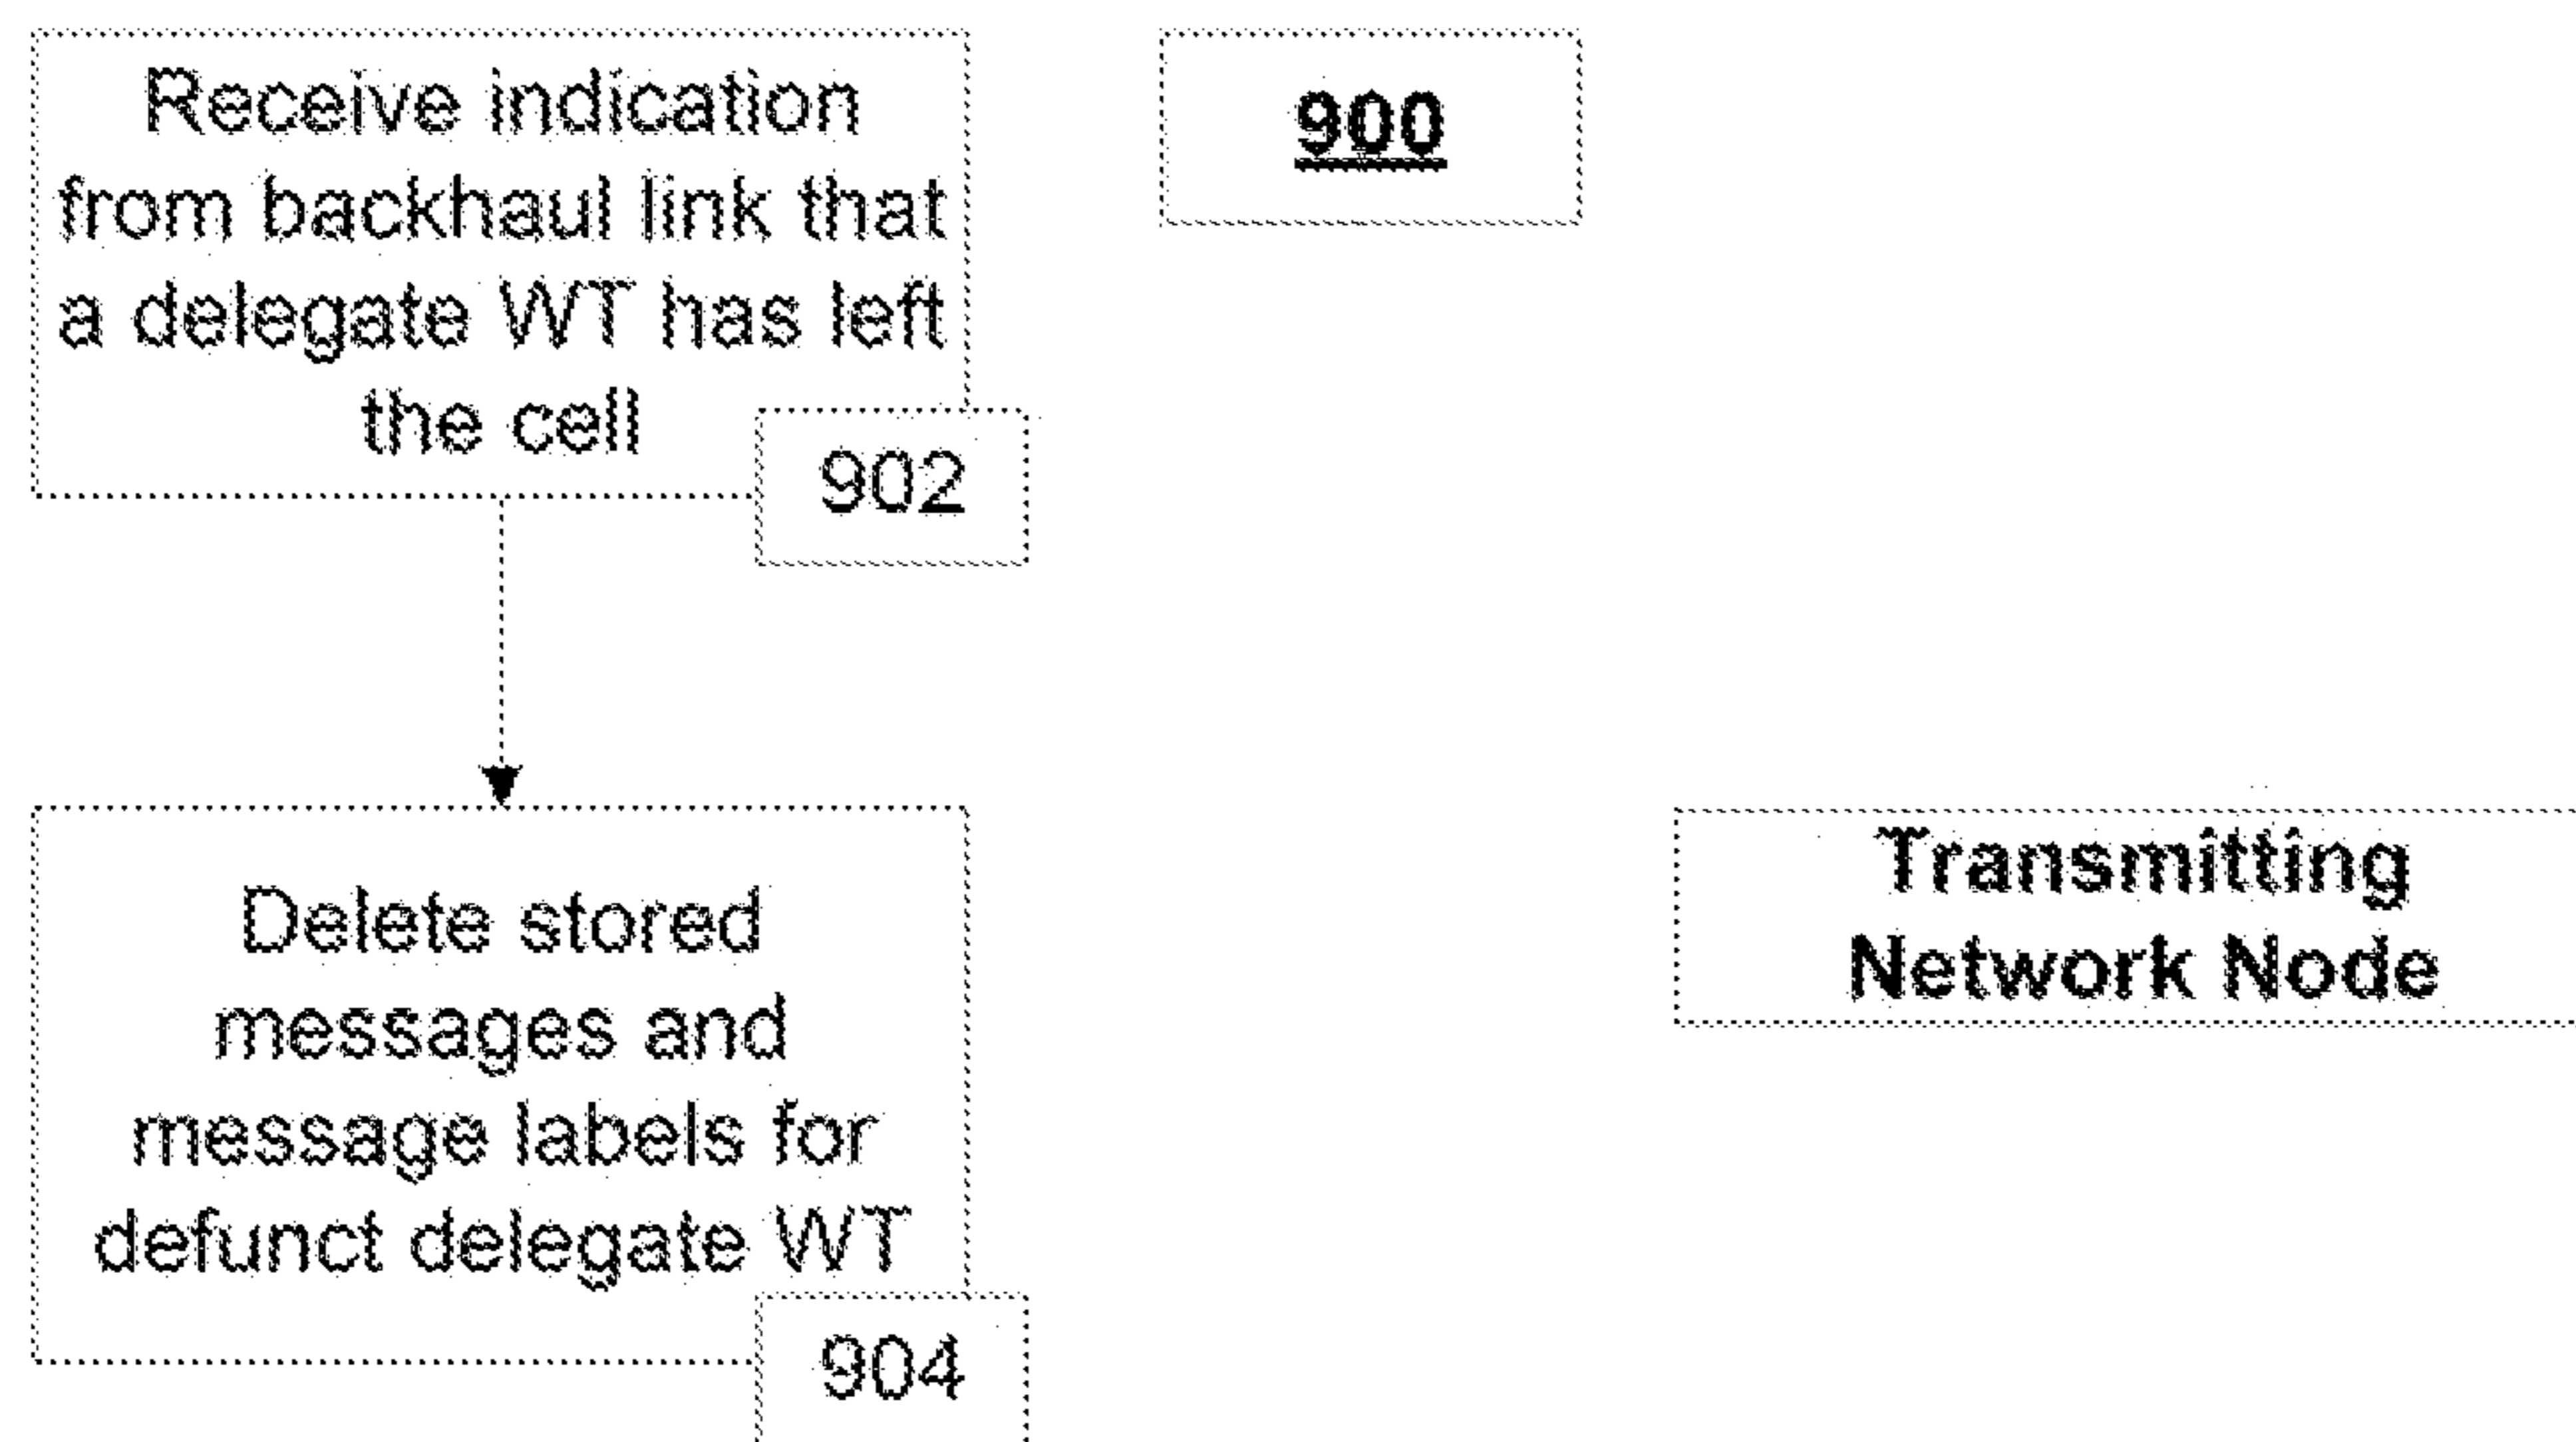 Receive indication
from backhaul link that
a delegate WT has left
the cell
902
900
Delete stored
messages and
message labels for
defunct delegate WT
904
Transmitting
Network Node